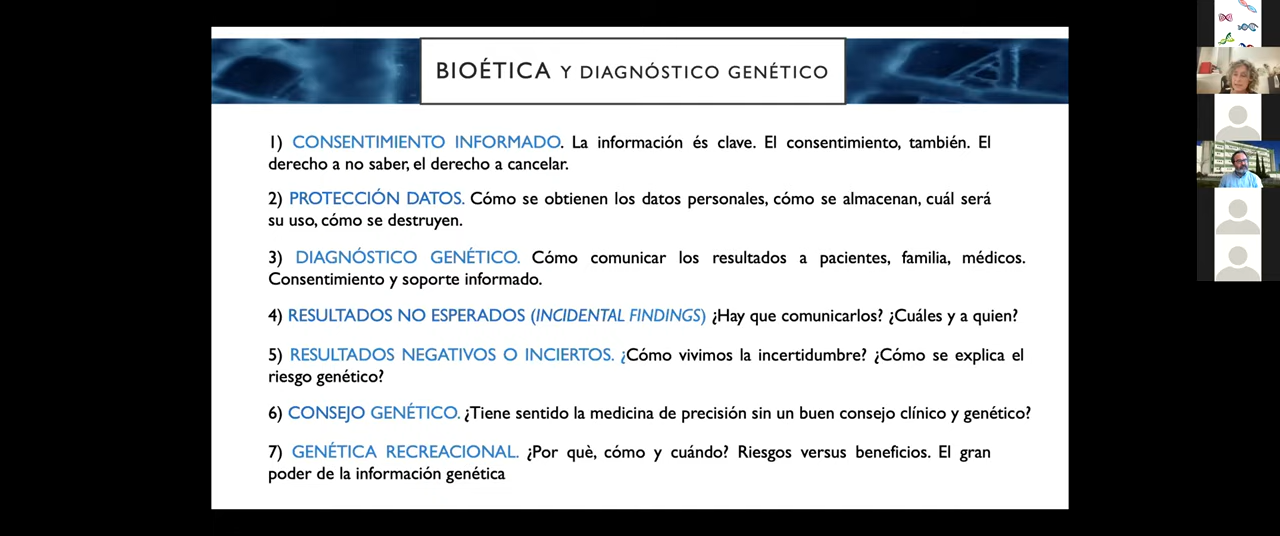 BIOÉTICA Y DIAGNÓSTICO GENÉTICO
1) CONSENTIMIENTO INFORMADO. La información és clave. El consentimiento, también. El
derecho a no saber, el derecho a cancelar.
2) PROTECCIÓN DATOS. Cómo se obtienen los datos personales, cómo se almacenan, cuál será
su uso, cómo se destruyen.
3) DIAGNÓSTICO GENÉTICO. Cómo comunicar los resultados a pacientes, familia, médicos.
Consentimiento y soporte informado.
4) RESULTADOS NO ESPERADOS (INCIDENTAL FINDINGS) ¿Hay que comunicarlos? ¿Cuáles y a quien?
5) RESULTADOS NEGATIVOS O INCIERTOS. ¿Cómo vivimos la incertidumbre? ¿Cómo se explica el
riesgo genético?
6) CONSEJO GENÉTICO. ¿Tiene sentido la medicina de precisión sin un buen consejo clínico y genético?
7) GENÉTICA RECREACIONAL. ¿Por què, cómo y cuándo? Riesgos versus beneficios. El gran
poder de la información genética